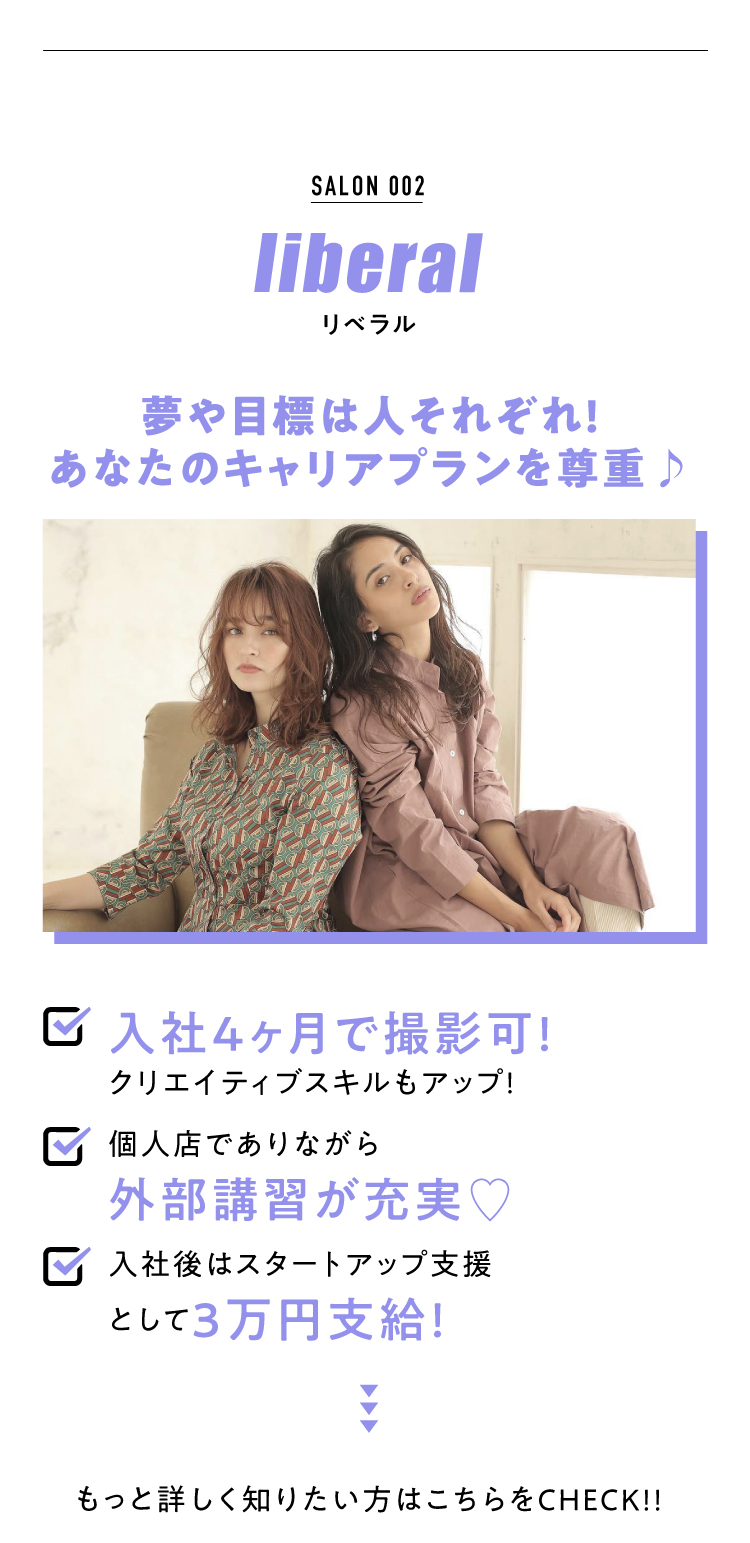 SALON 002
liberal
リベラル
夢や目標は人それぞれ!
あなたのキャリアプランを尊重♪
入社4ヶ月で撮影可!
クリエイティブスキルもアップ!
個人店でありながら
外部講習が充実♡
入社後はスタートアップ支援
として3万円支給!
もっと詳しく知りたい方はこちらをCHECK!!